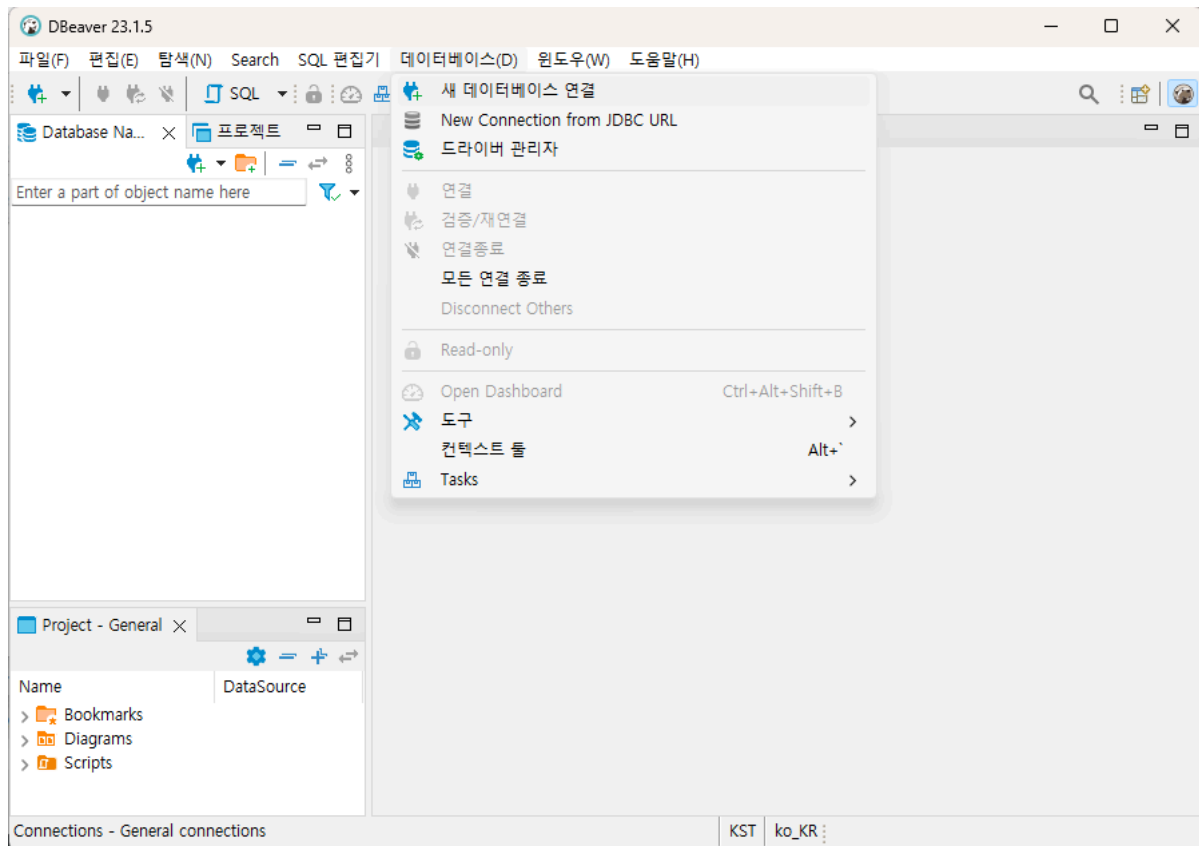 DBeaver 23.1.5
파일(F) 편집(E) 탐색(N) Search SQL 편집기 데이터베이스(D) 윈도우(W) 도움말(H)
SQL
새 데이터베이스 연결
New Connection from JDBC URL
드라이버 관리자
연결
검증/재연결
연결종료
모든 연결 종료
Disconnect Others
Read-only
Open Dashboard Ctrl+Alt+Shift+B
도구
컨텍스트 툴 Alt+`
Tasks
Database Na... 프로젝트
Enter a part of object name here
Project - General
Name DataSource
Bookmarks
Diagrams
Scripts
Connections - General connections KST ko_KR